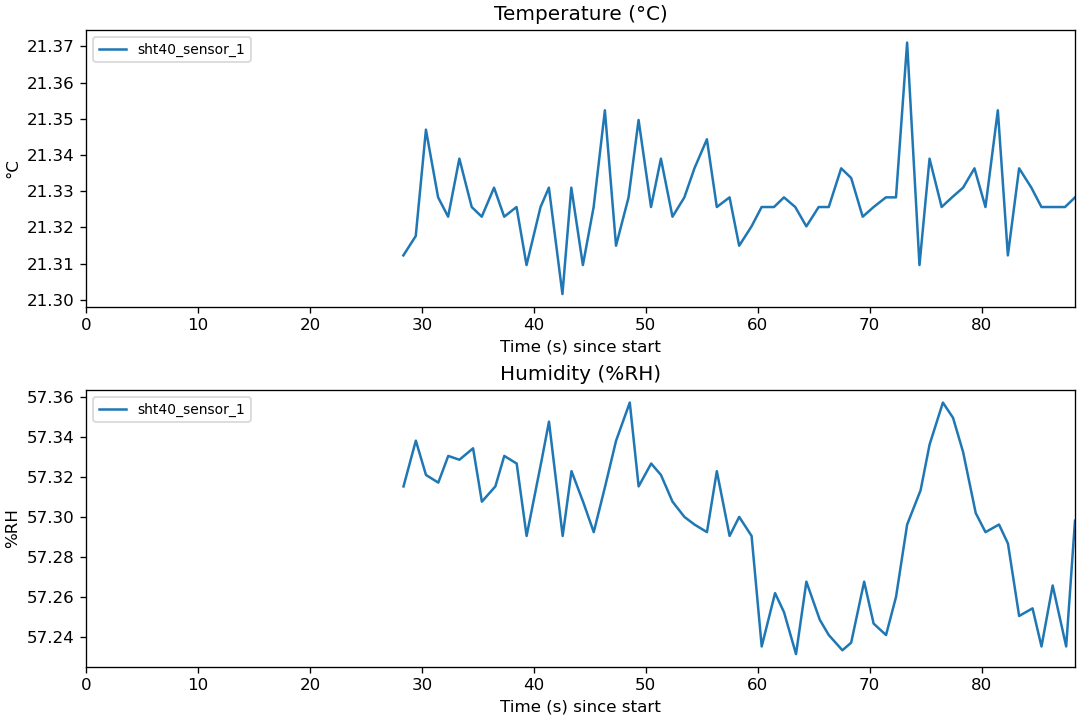 Temperature (°C)
sht40_sensor_1
21.37
21.36
21.35
21.34
21.33
21.32
21.31
21.30
°C
0 10 20 30 40 50 60 70 80
Time (s) since start
Humidity (%RH)
sht40_sensor_1
57.36
57.34
57.32
57.30
57.28
57.26
57.24
%RH
0 10 20 30 40 50 60 70 80
Time (s) since start